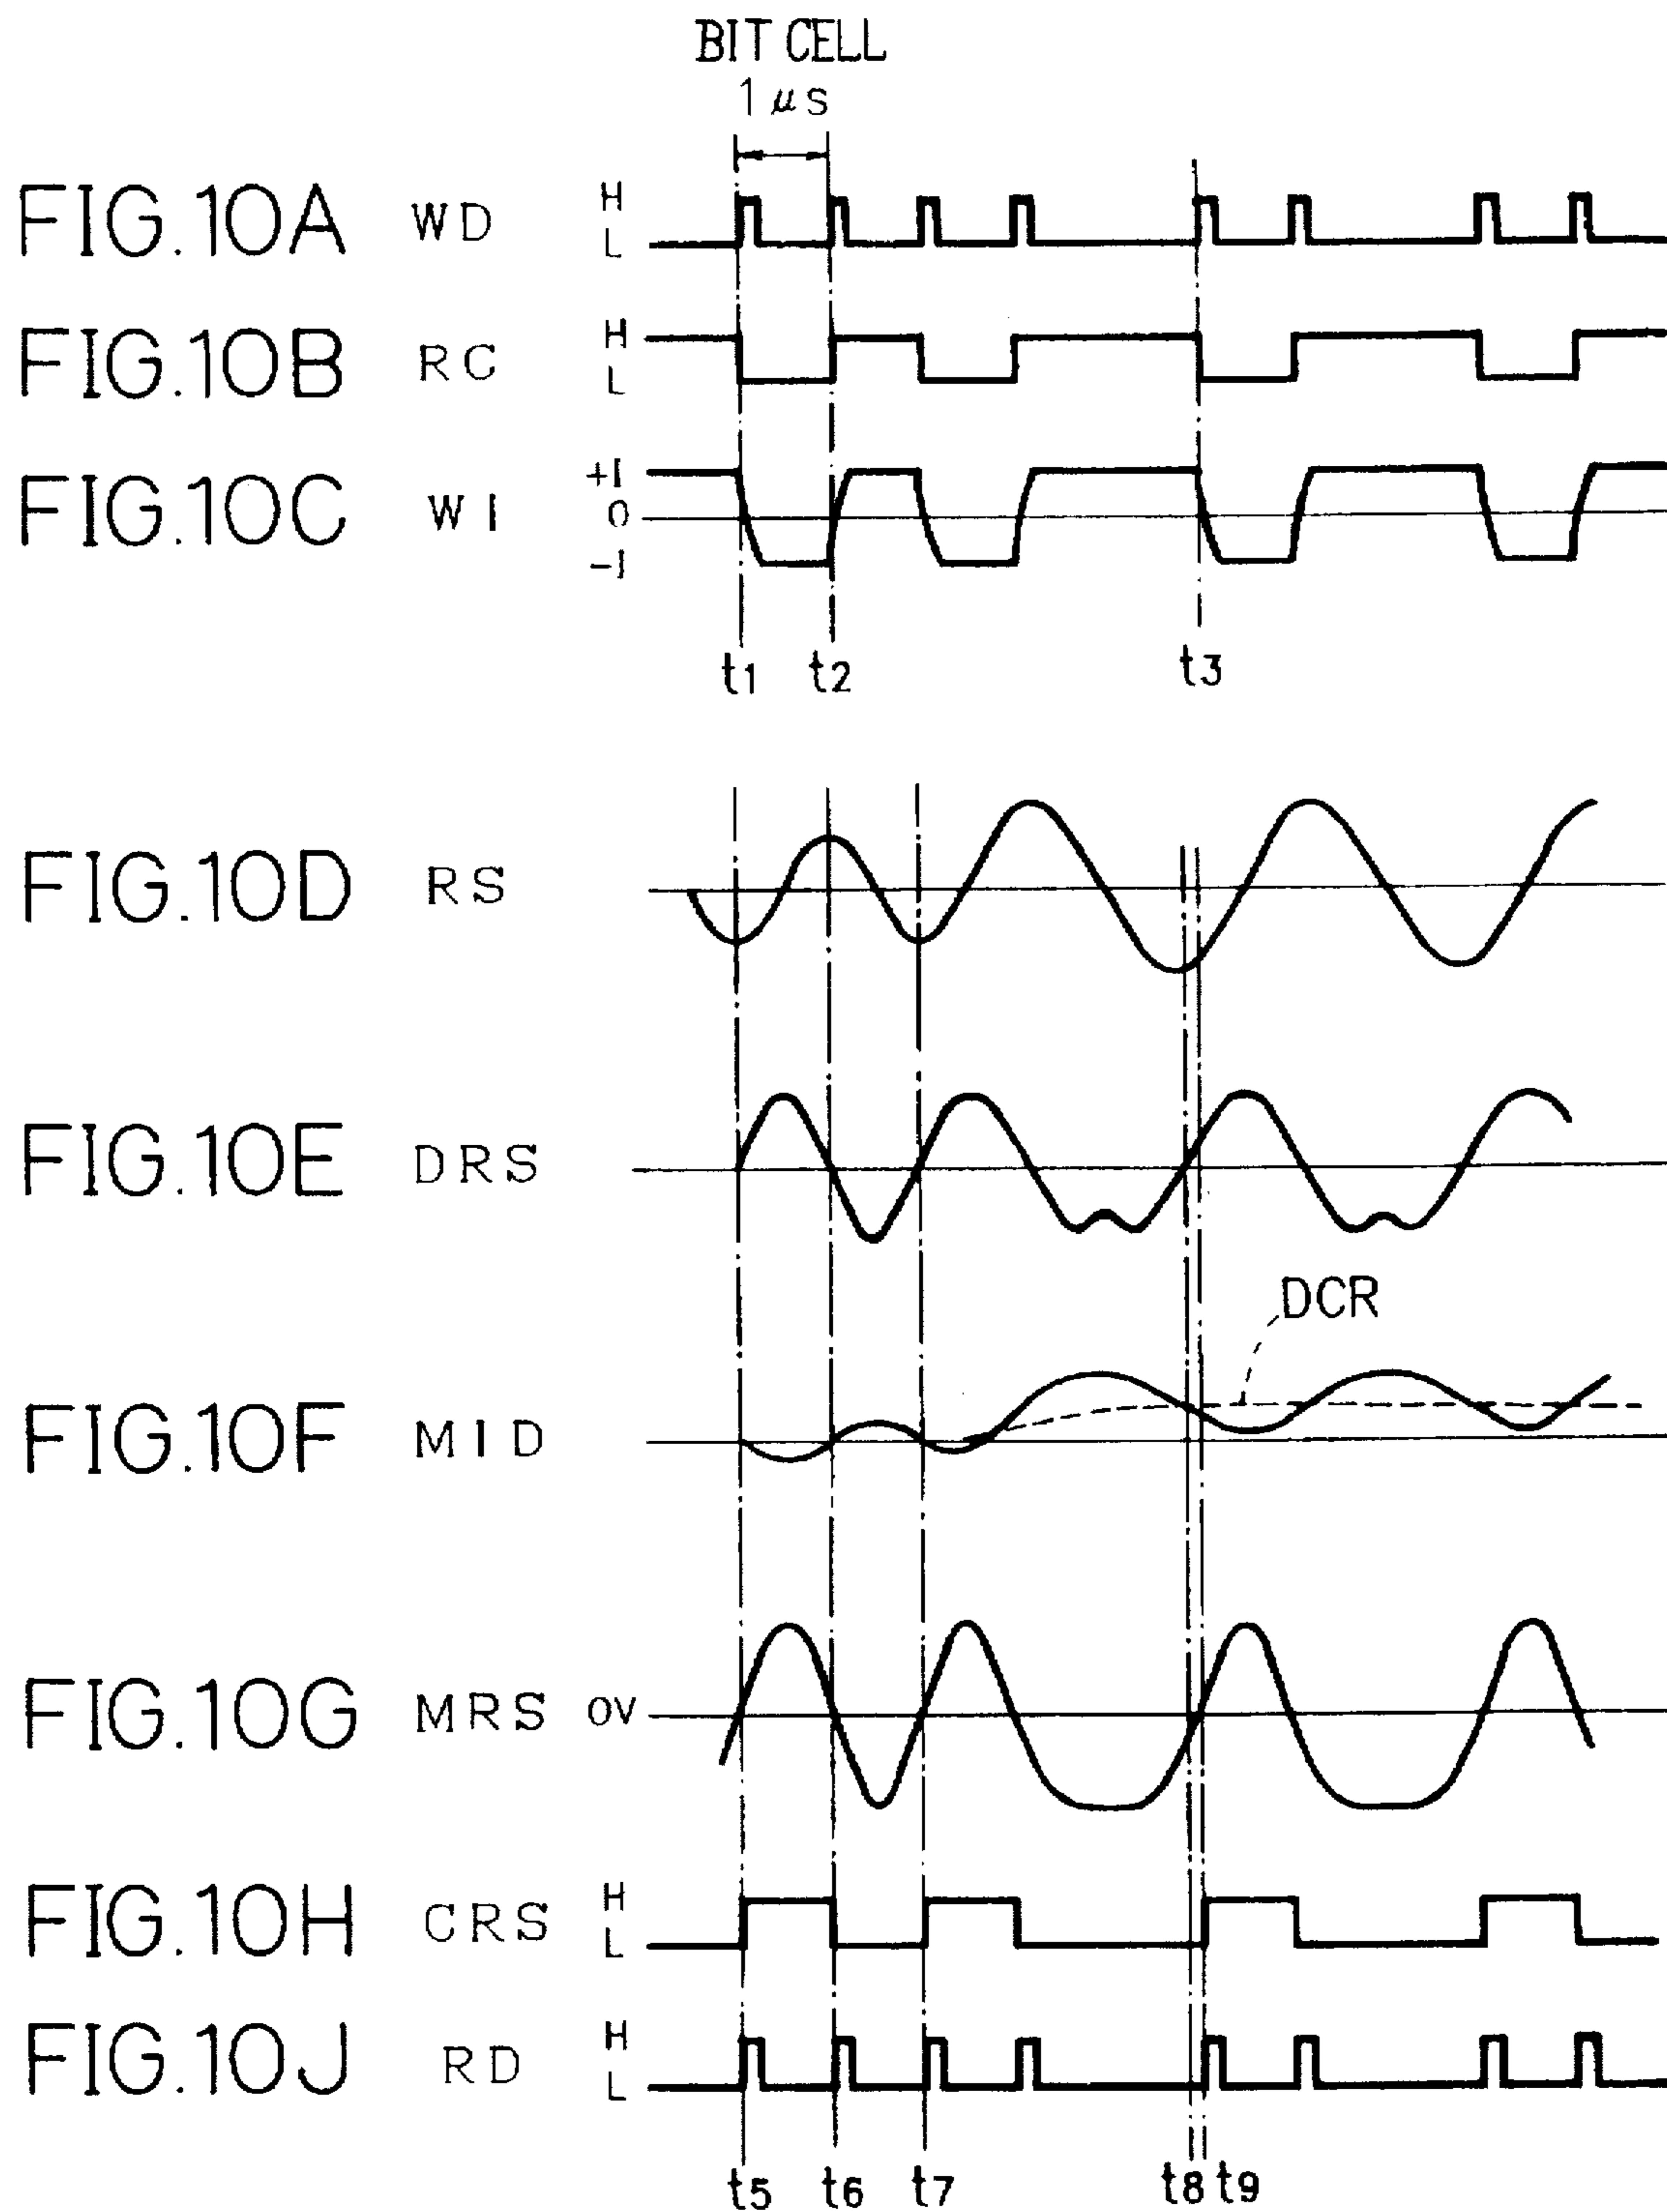 BIT CELL
1 μs
FIG.10A WD H L
FIG.10B RC H L
FIG.10C WI +I 0 -I
t1 t2 t3
FIG.10D RS
FIG.10E DRS
DCR
FIG.10F MID
FIG.10G MRS 0V
FIG.10H CRS H L
FIG.10J RD H L
t5 t6 t7 t8 t9